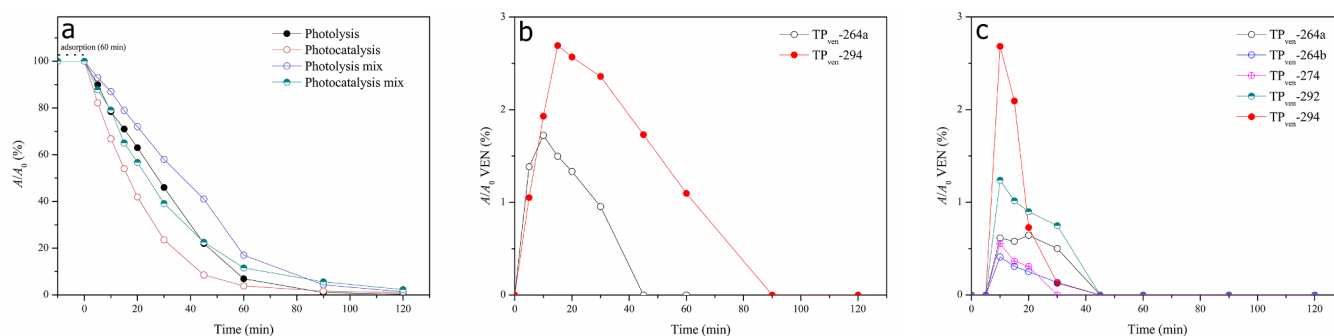 a
adsorption (60 min)
Photolysis
Photocatalysis
Photolysis mix
Photocatalysis mix
100
80
60
40
20
0
A/A0 (%)
0 20 40 60 80 100 120
Time (min)
b
TPven-264a
TPven-294
3
2
1
0
A/A0 VEN (%)
0 20 40 60 80 100 120
Time (min)
c
TPven-264a
TPven-264b
TPven-274
TPven-292
TPven-294
3
2
1
0
A/A0 VEN (%)
0 20 40 60 80 100 120
Time (min)